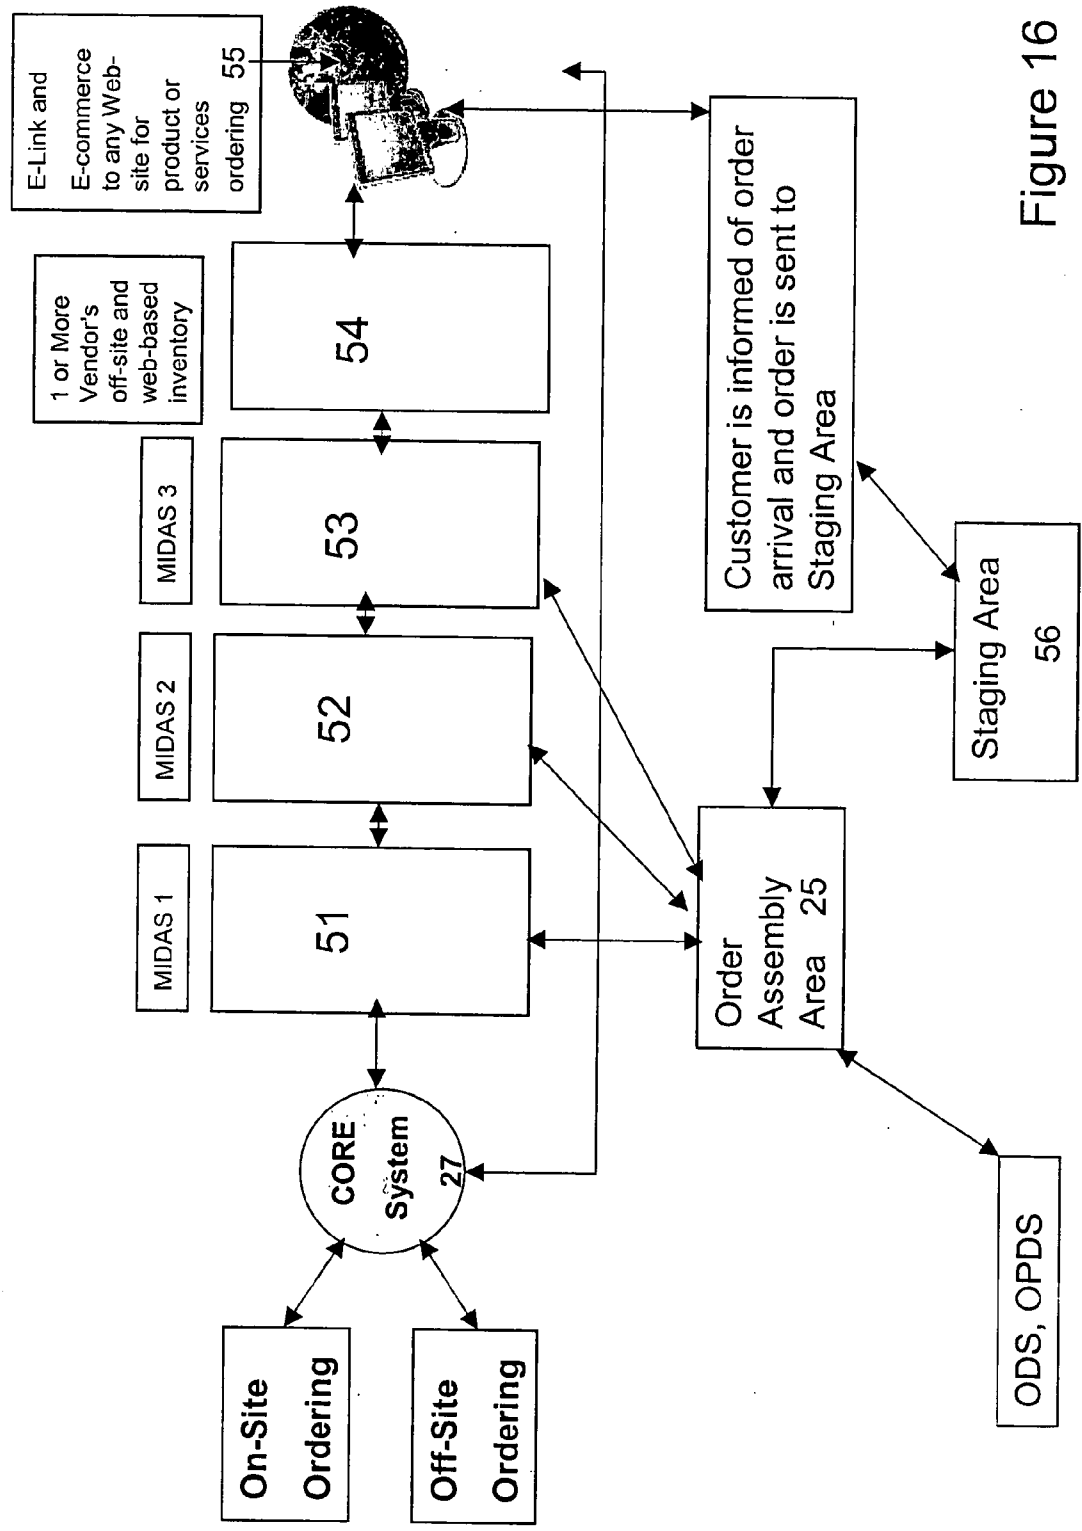 On-Site
Ordering
Off-Site
Ordering
CORE
System
27
MIDAS 1
51
MIDAS 2
52
MIDAS 3
53
1 or More
Vendor's
off-site and
web-based
inventory
54
E-Link and
E-commerce
to any Web-
site for
product or
services
ordering 55
Order
Assembly
Area 25
ODS, OPDS
Staging Area
56
Customer is informed of order
arrival and order is sent to
Staging Area
Figure 16